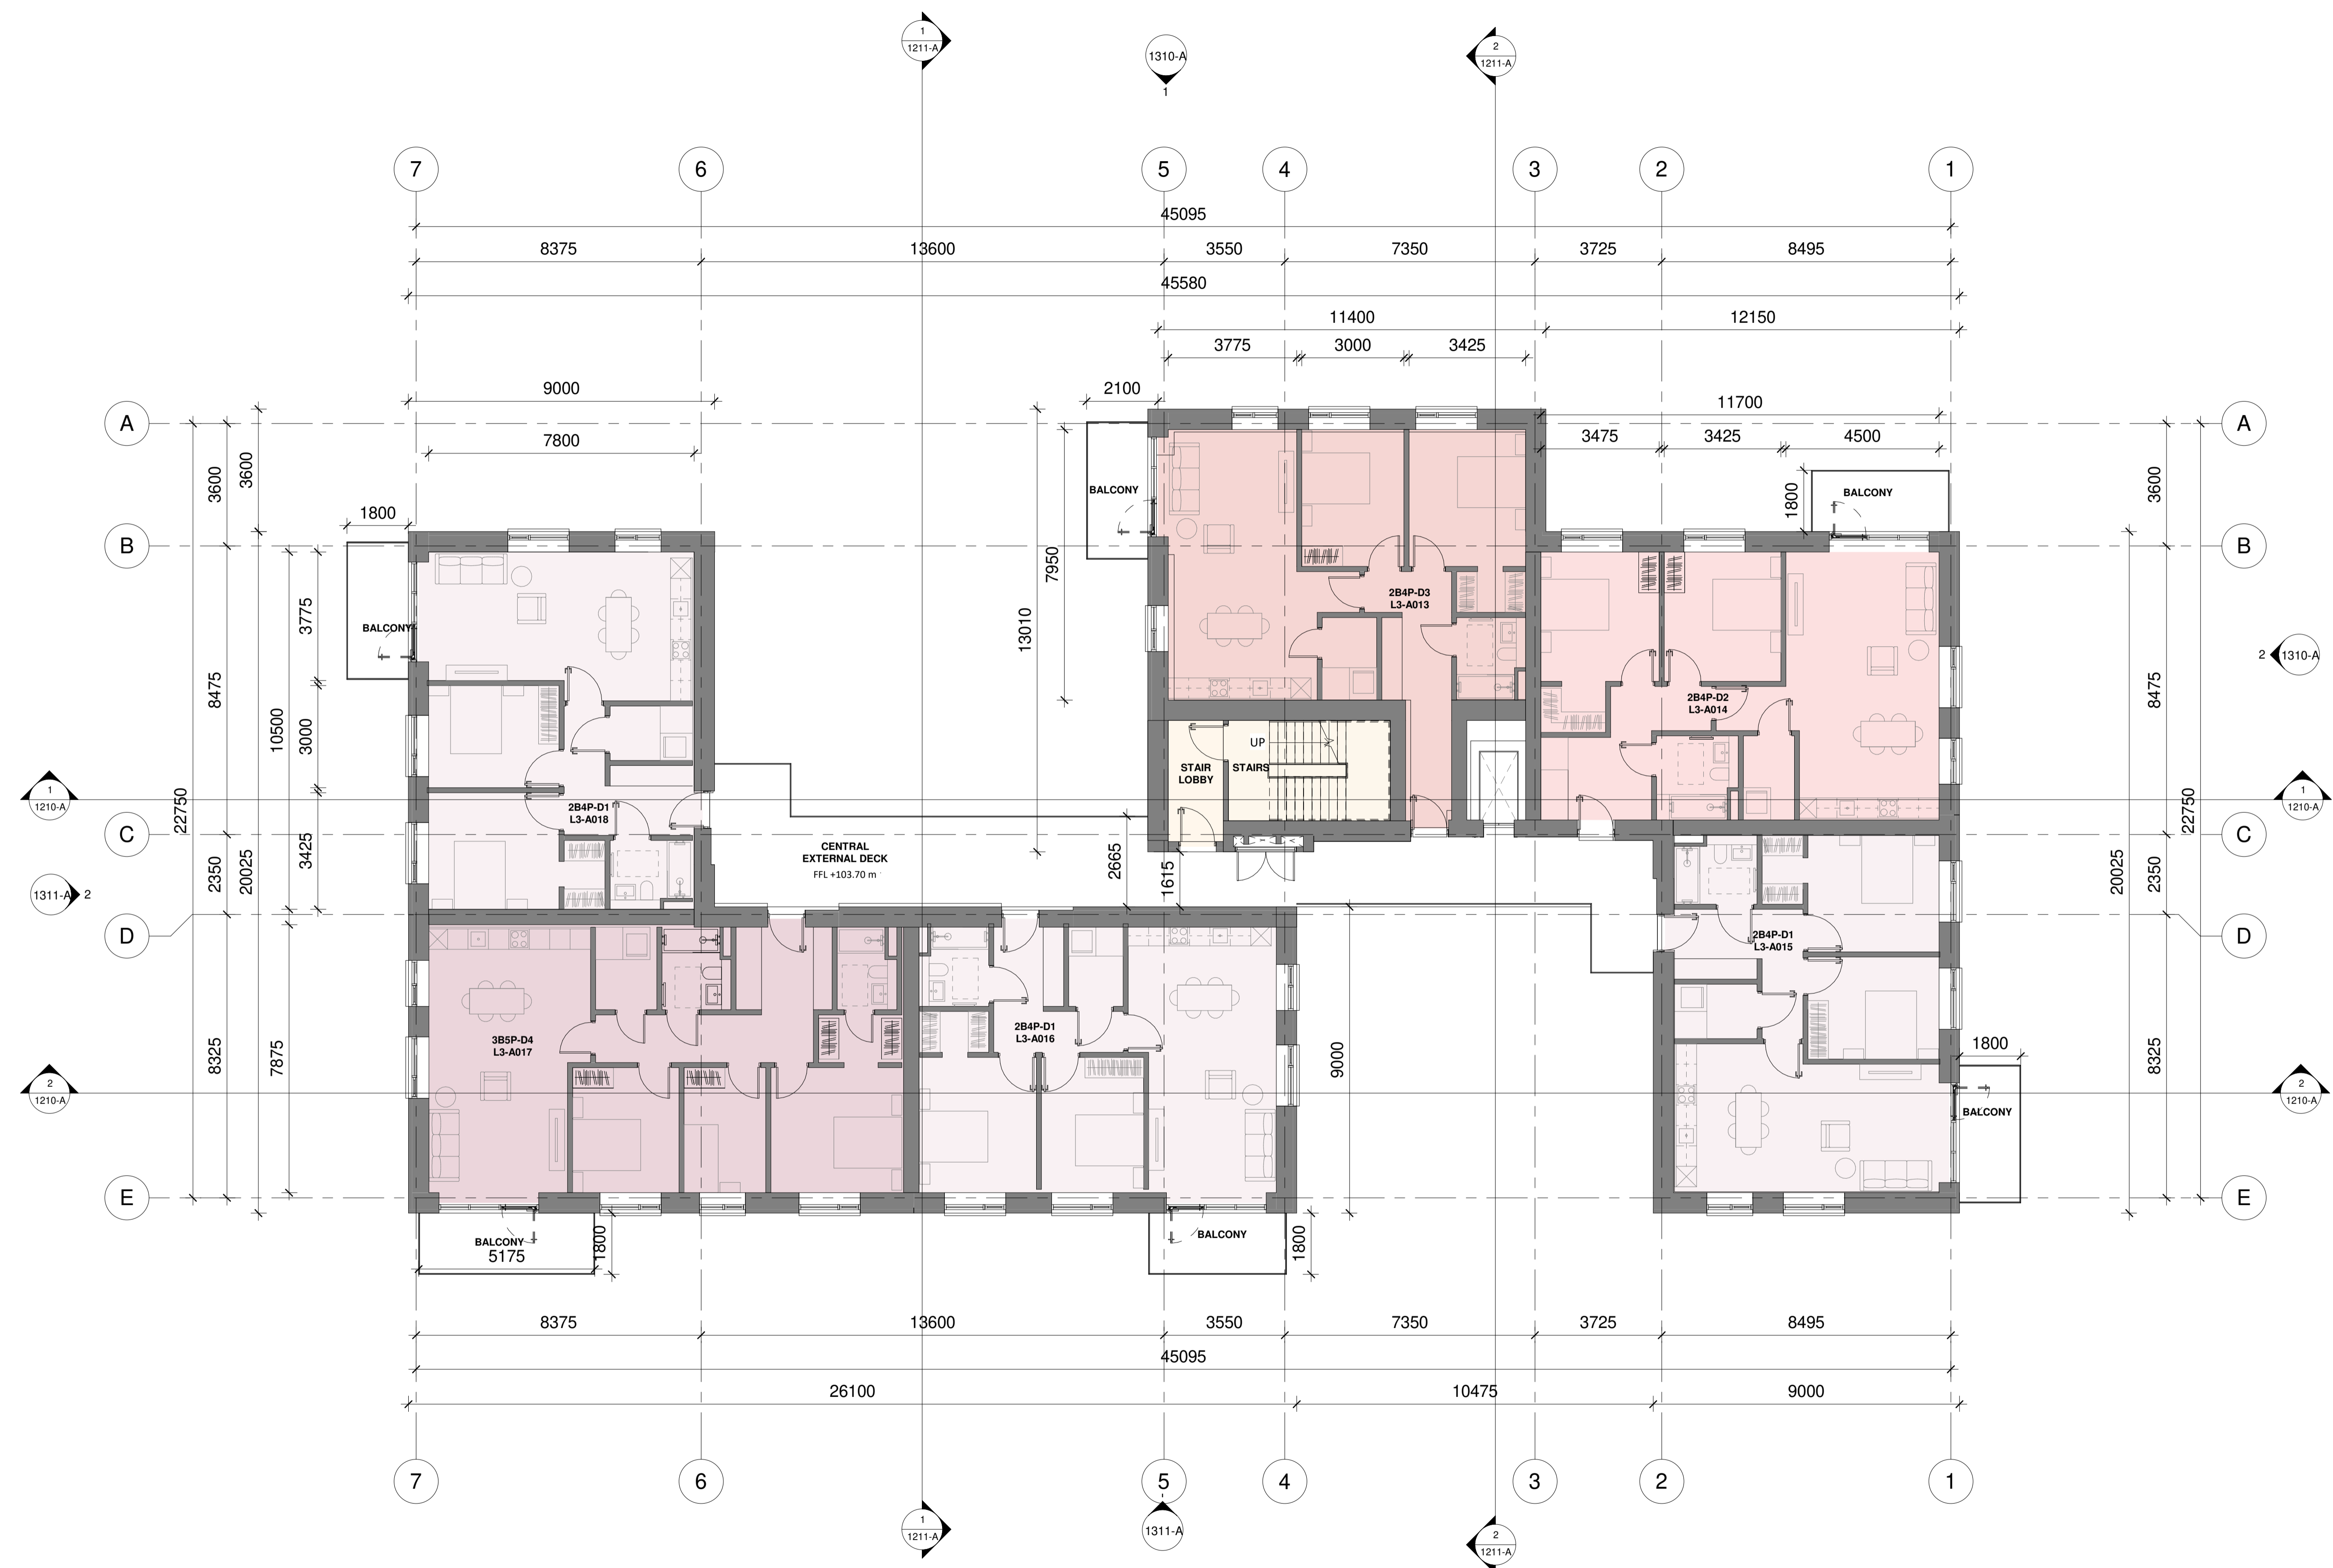 1
1211-A
1310-A
1
2
1211-A
7
6
5
4
3
2
1
45095
8375
13600
3550
7350
3725
8495
45580
11400
12150
3775
3000
3425
9000
2100
11700
A
A
7800
3475
3425
4500
3600
3600
3600
1800
BALCONY
BALCONY
1800
B
B
7950
13010
3775
BALCONY
2B4P-D3
L3-A013
8475
10500
3000
2B4P-D2
L3-A014
8475
2
1310-A
UP
STAIR
LOBBY
STAIRS
1
1210-A
1
1210-A
22750
22750
2B4P-D1
L3-A018
C
C
CENTRAL
EXTERNAL DECK
FFL +103.70 m
2665
1615
3425
2350
20025
2350
20025
1311-A
2
D
D
2B4P-D1
L3-A015
3B5P-D4
L3-A017
2B4P-D1
L3-A016
8325
7875
9000
8325
1800
2
1210-A
2
1210-A
BALCONY
E
E
BALCONY
5175
1800
BALCONY
1800
8375
13600
3550
7350
3725
8495
45095
26100
10475
9000
7
6
5
4
3
2
1
1
1211-A
1311-A
2
1211-A